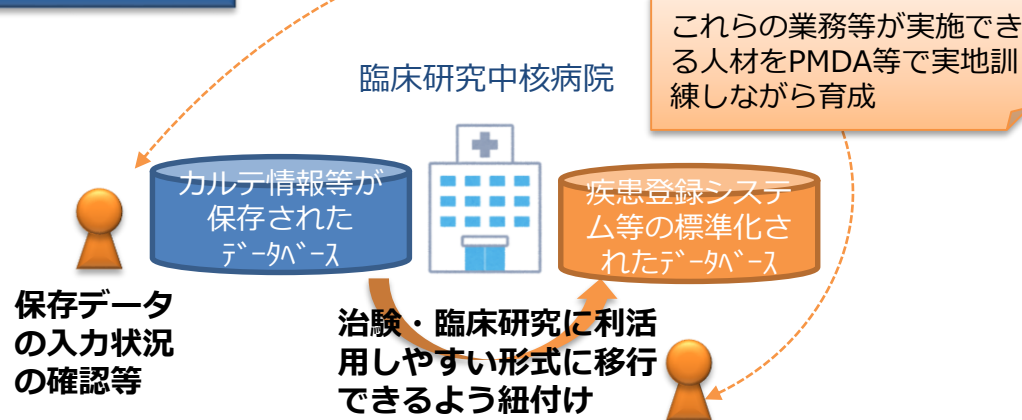 これらの業務等が実施でき
る人材をPMDA等で実地訓
練しながら育成
臨床研究中核病院
カルテ情報等が
保存された
ﾃﾞｰﾀﾍﾞｰｽ
疾患登録システ
ム等の標準化さ
れたﾃﾞｰﾀﾍﾞｰｽ
保存データ
の入力状況
の確認等
治験・臨床研究に利活
用しやすい形式に移行
できるよう紐付け